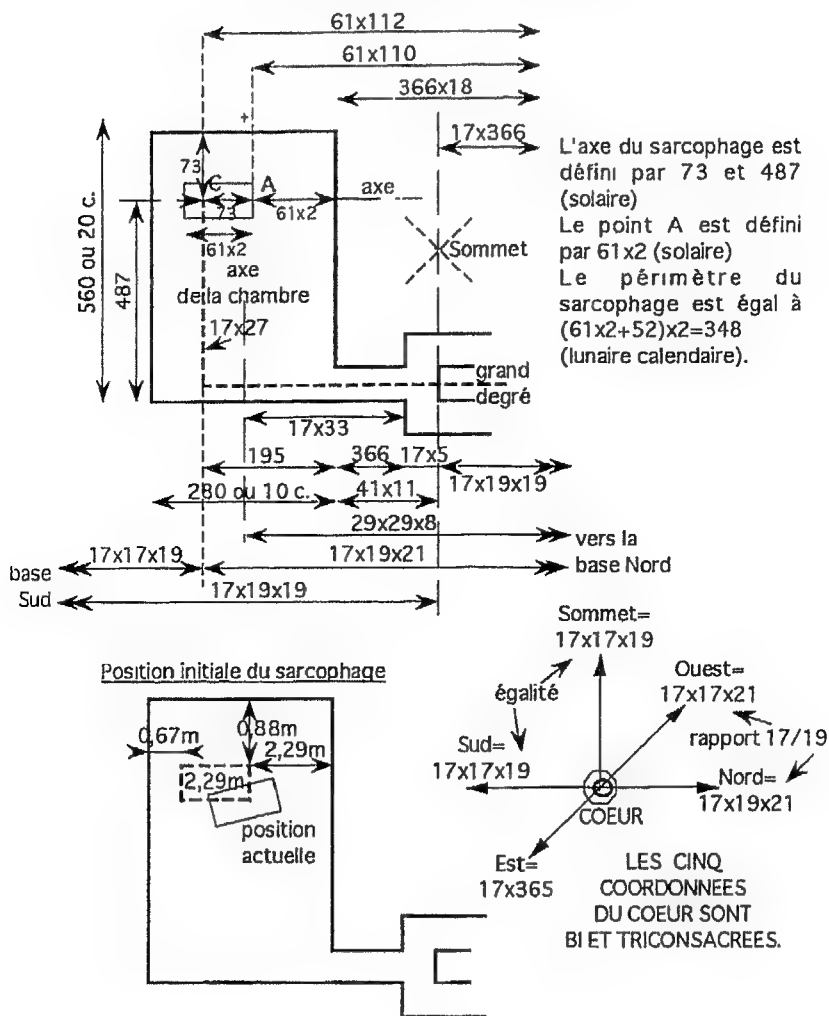 61x112
61x110
366x18
17x366
+
73
C
A
axe
73
61x2
61x2
axe
de la chambre
17x27
560 ou 20 c.
487
Sommet
grand
degré
L'axe du sarcophage est
défini par 73 et 487
(solaire)
Le point A est défini
par 61x2 (solaire)
Le périmètre du
sarcophage est égal à
(61x2+52)x2=348
(lunaire calendaire).
17x33
195
366
17x5
280 ou 10 c.
41x11
17x19x19
29x29x8
vers la
base Nord
17x17x19
17x19x21
base
Sud
17x19x19
Position initiale du sarcophage
0,67m
0,88m
2,29m
2,29m
position
actuelle
Sommet=
17x17x19
égalité
Ouest=
17x17x21
rapport 17/19
Sud=
17x17x19
Nord=
17x19x21
COEUR
Est=
17x365
LES CINQ
COORDONNEES
DU COEUR SONT
BI ET TRICONSACREES.